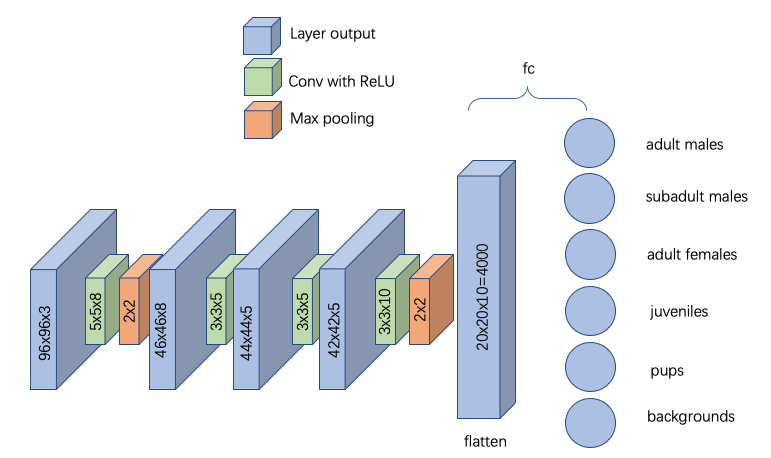 Layer output
Conv with ReLU
Max pooling
fc
96x96x3
5x5x8
2x2
46x46x8
3x3x5
44x44x5
3x3x5
42x42x5
3x3x10
2x2
20x20x10=4000
flatten
adult males
subadult males
adult females
juveniles
pups
backgrounds